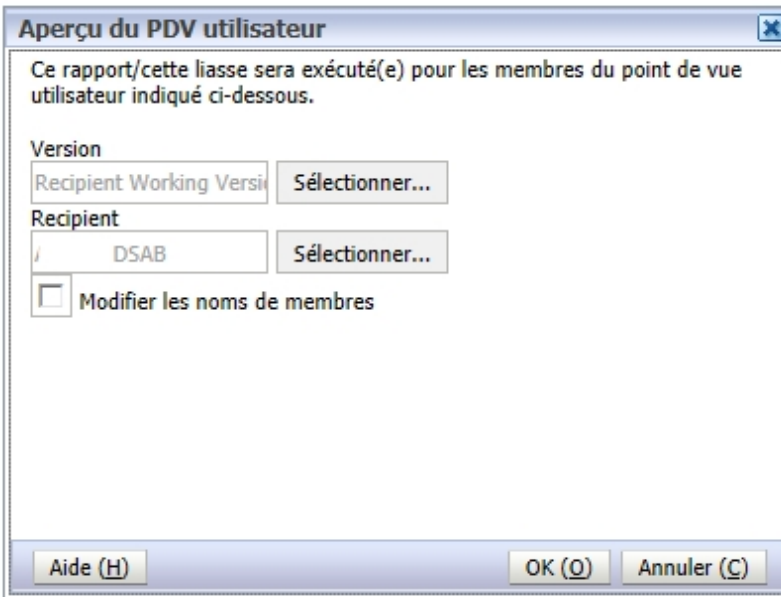 Aperçu du PDV utilisateur
Ce rapport/cette liasse sera exécuté(e) pour les membres du point de vue
utilisateur indiqué ci-dessous.
Version
Recipient Working Versi
Sélectionner...
Recipient
DSAB
Sélectionner...
Modifier les noms de membres
Aide (H)
OK (O)
Annuler (C)